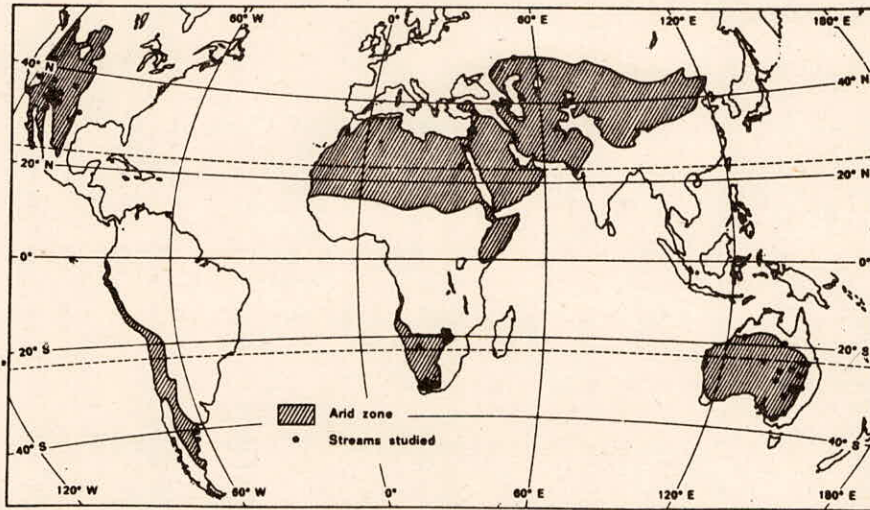 60° W 0° 60° E 120° E 180° E
40° N 40° N
20° N 20° N
0° 0°
20° S 20° S
Arid zone
Streams studied
40° S 40° S
120° W 60° W 0° 60° E 120° E 180° E